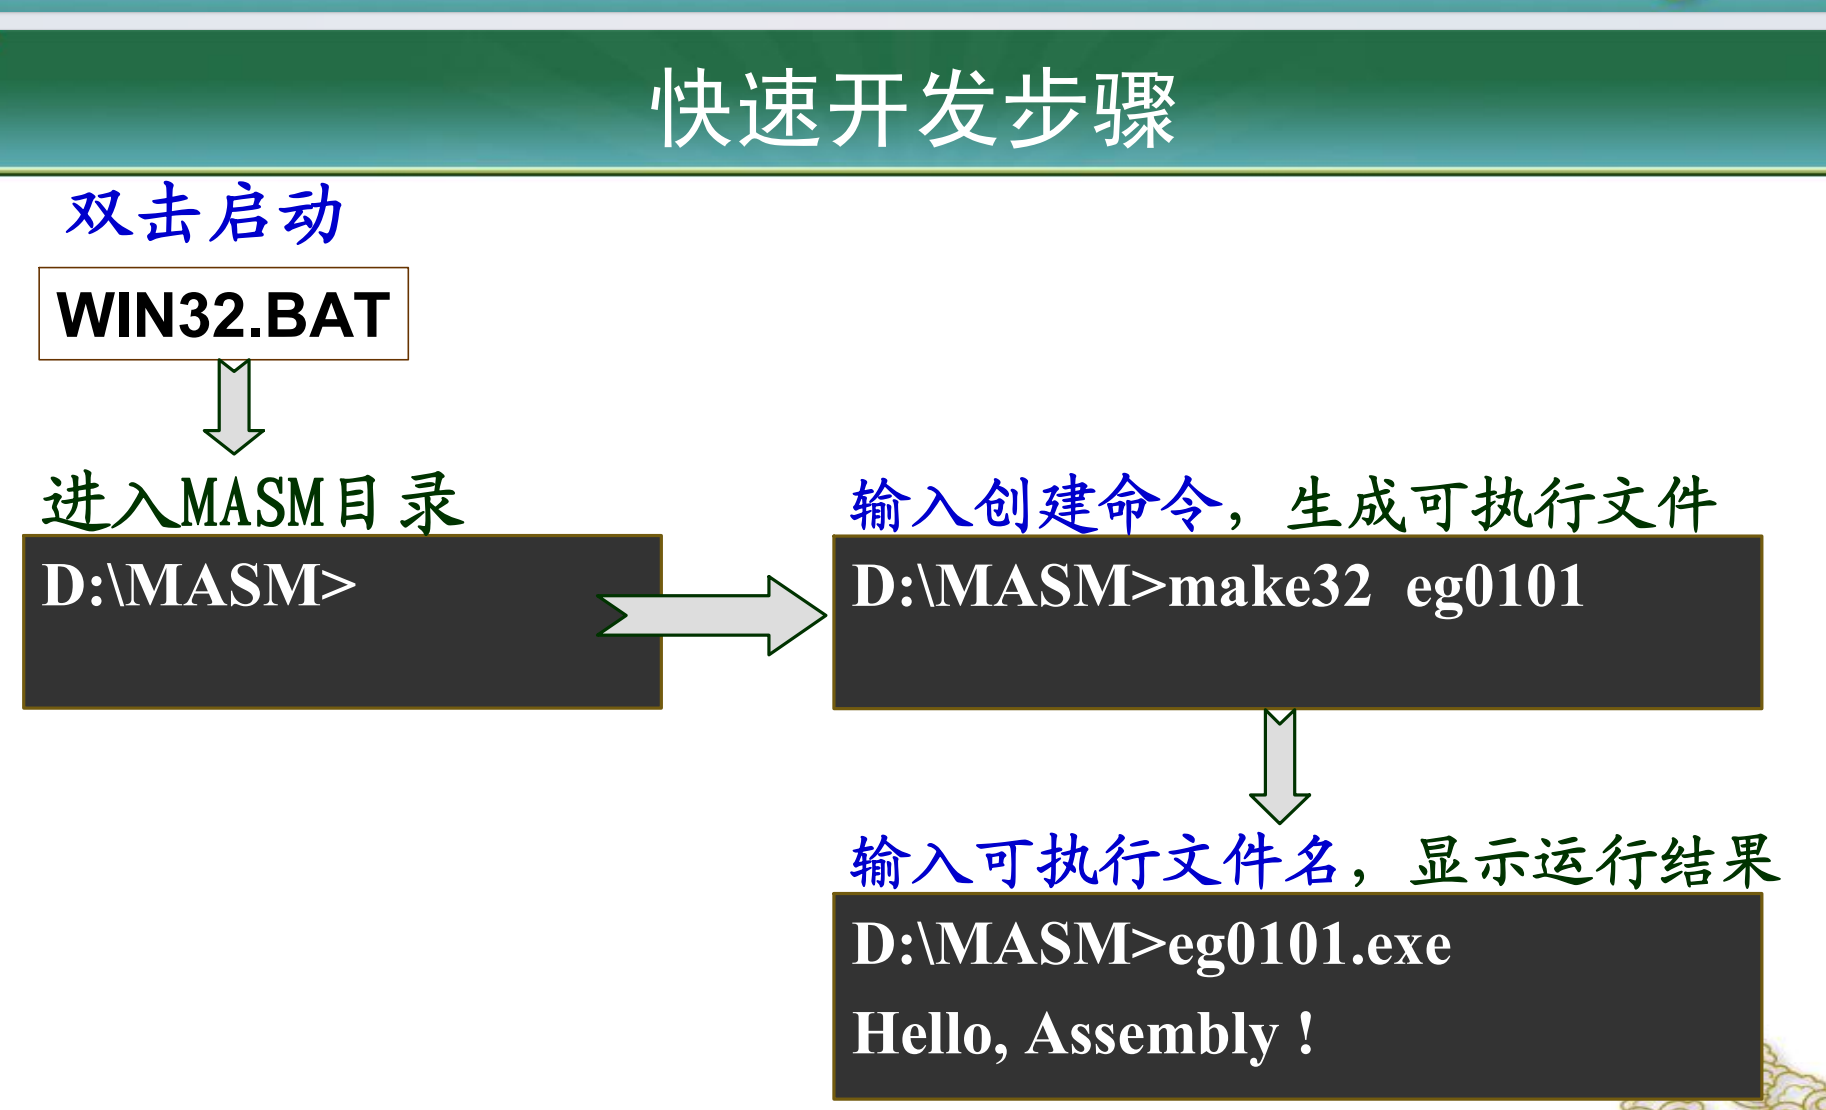 快速开发步骤
双击启动
WIN32.BAT
进入MASM目录
D:\MASM>
输入创建命令，生成可执行文件
D:\MASM>make32  eg0101
输入可执行文件名，显示运行结果
D:\MASM>eg0101.exe
Hello, Assembly !